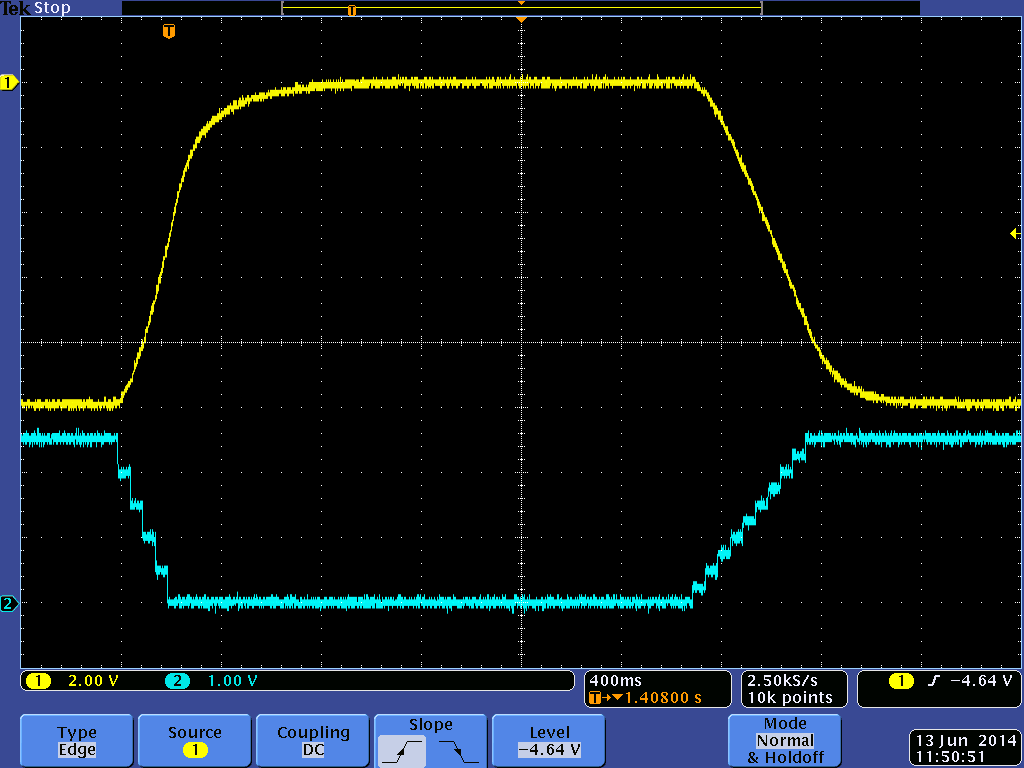 Tek Stop
T
T
1
2
1 2.00 V 2 1.00 V
400ms
T→▼1.40800 s
2.50kS/s
10k points
1 −4.64 V
Type
Edge
Source
1
Coupling
DC
Slope
Level
−4.64 V
Mode
Normal
& Holdoff
13 Jun 2014
11:50:51